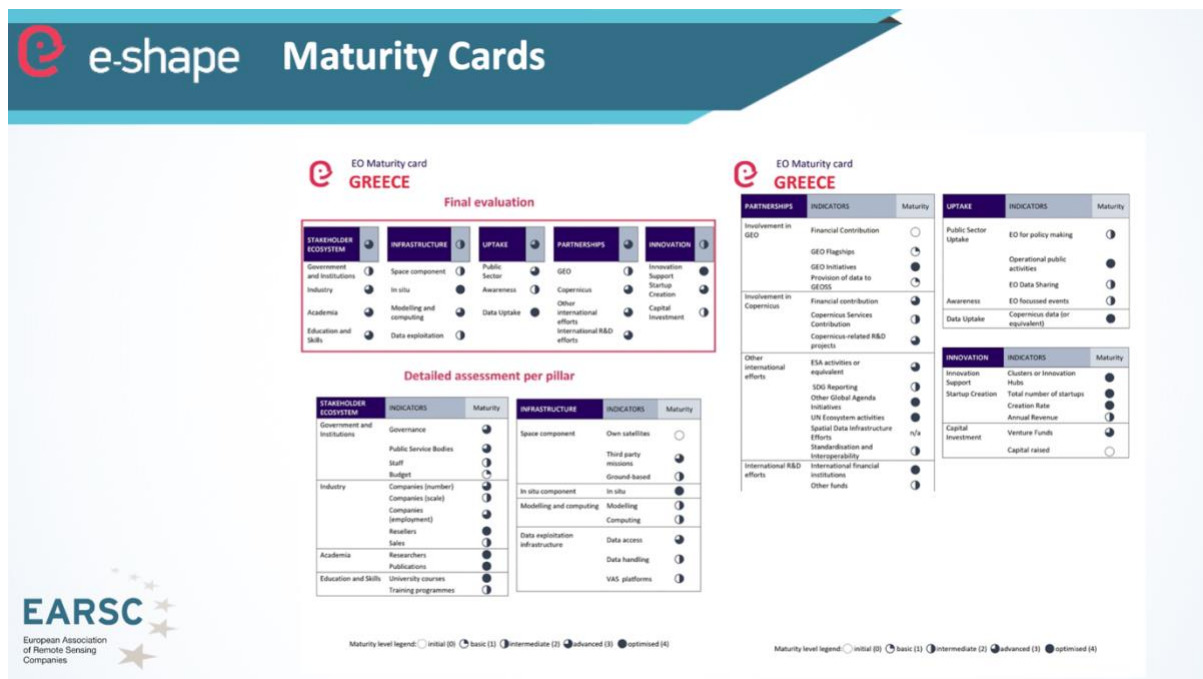 e-shape Maturity Cards
EO Maturity card
GREECE
Final evaluation
STAKEHOLDER
ECOSYSTEM
Government
and Institutions
Industry
Academia
Education and
Skills
INFRASTRUCTURE
Space component
In situ
Modelling and
computing
Data exploitation
UPTAKE
Public
Sector
Awareness
Data Uptake
PARTNERSHIPS
GEO
Copernicus
Other
international
efforts
International R&D
efforts
INNOVATION
Innovation
Support
Startup
Creation
Capital
Investment
Detailed assessment per pillar
STAKEHOLDER
ECOSYSTEM
INDICATORS
Maturity
Government and
Institutions
Governance
Public Service Bodies
Staff
Budget
Industry
Companies (number)
Companies (scale)
Companies
(employment)
Resellers
Sales
Academia
Researchers
Publications
Education and Skills
University courses
Training programmes
INFRASTRUCTURE
INDICATORS
Maturity
Space component
Own satellites
Third party
missions
Ground-based
In situ component
In situ
Modelling and computing
Modelling
Computing
Data exploitation
infrastructure
Data access
Data handling
VAS platforms
Maturity level legend: initial (0) basic (1) intermediate (2) advanced (3) optimised (4)
EO Maturity card
GREECE
PARTNERSHIPS
INDICATORS
Maturity
Involvement in
GEO
Financial Contribution
GEO Flagships
GEO Initiatives
Provision of data to
GEOSS
Involvement in
Copernicus
Financial contribution
Copernicus Services
Contribution
Copernicus-related R&D
projects
Other
international
efforts
ESA activities or
equivalent
SDG Reporting
Other Global Agenda
Initiatives
UN Ecosystem activities
Spatial Data Infrastructure
Efforts
n/a
Standardisation and
Interoperability
International R&D
efforts
International financial
institutions
Other funds
UPTAKE
INDICATORS
Maturity
Public Sector
Uptake
EO for policy making
Operational public
activities
EO Data Sharing
Awareness
EO focussed events
Data Uptake
Copernicus data (or
equivalent)
INNOVATION
INDICATORS
Maturity
Innovation
Support
Clusters or Innovation
Hubs
Startup Creation
Total number of startups
Creation Rate
Annual Revenue
Capital
Investment
Venture Funds
Capital raised
Maturity level legend: initial (0) basic (1) intermediate (2) advanced (3) optimised (4)
EARSC
European Association
of Remote Sensing
Companies